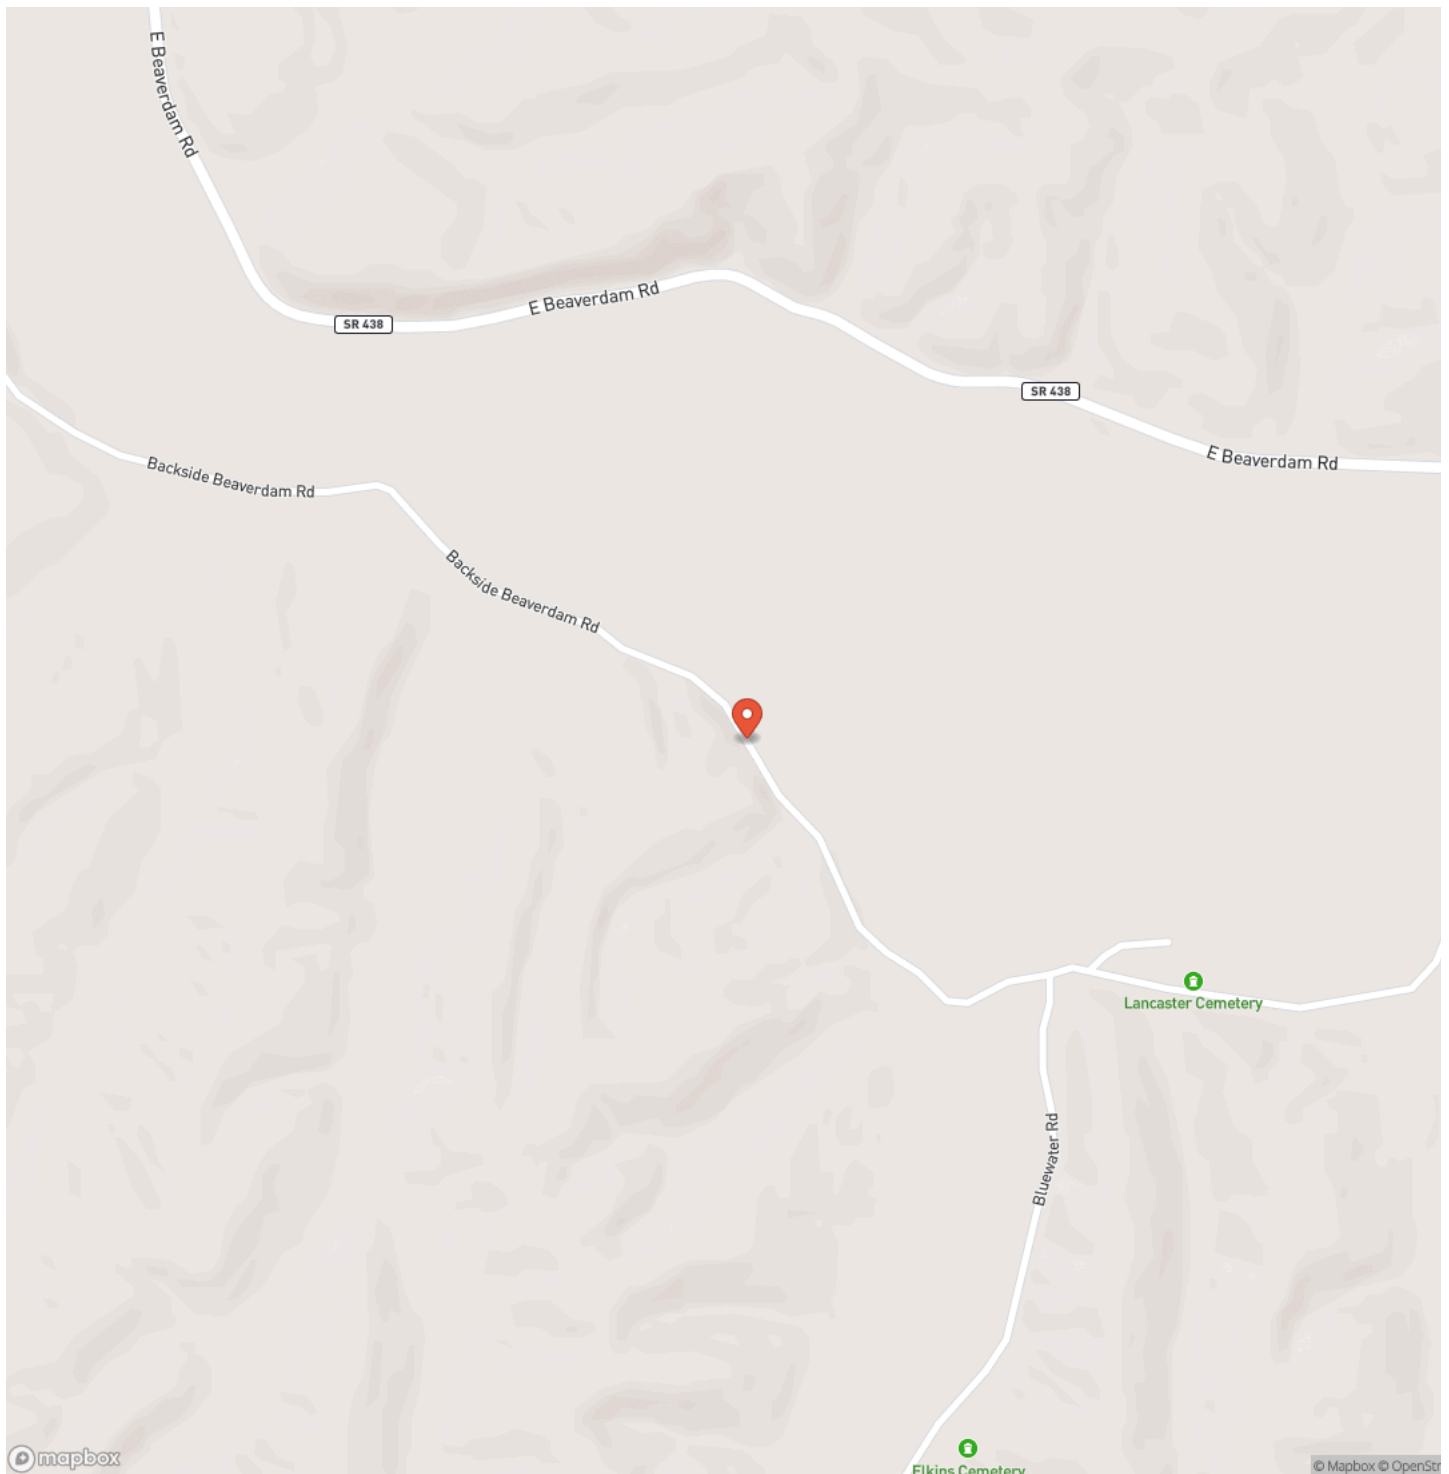 E Beaverdam Rd
E Beaverdam Rd
SR 438
SR 438
E Beaverdam Rd
Backside Beaverdam Rd
Backside Beaverdam Rd
Lancaster Cemetery
Bluewater Rd
Elkins Cemetery
mapbox
© Mapbox © OpenStr